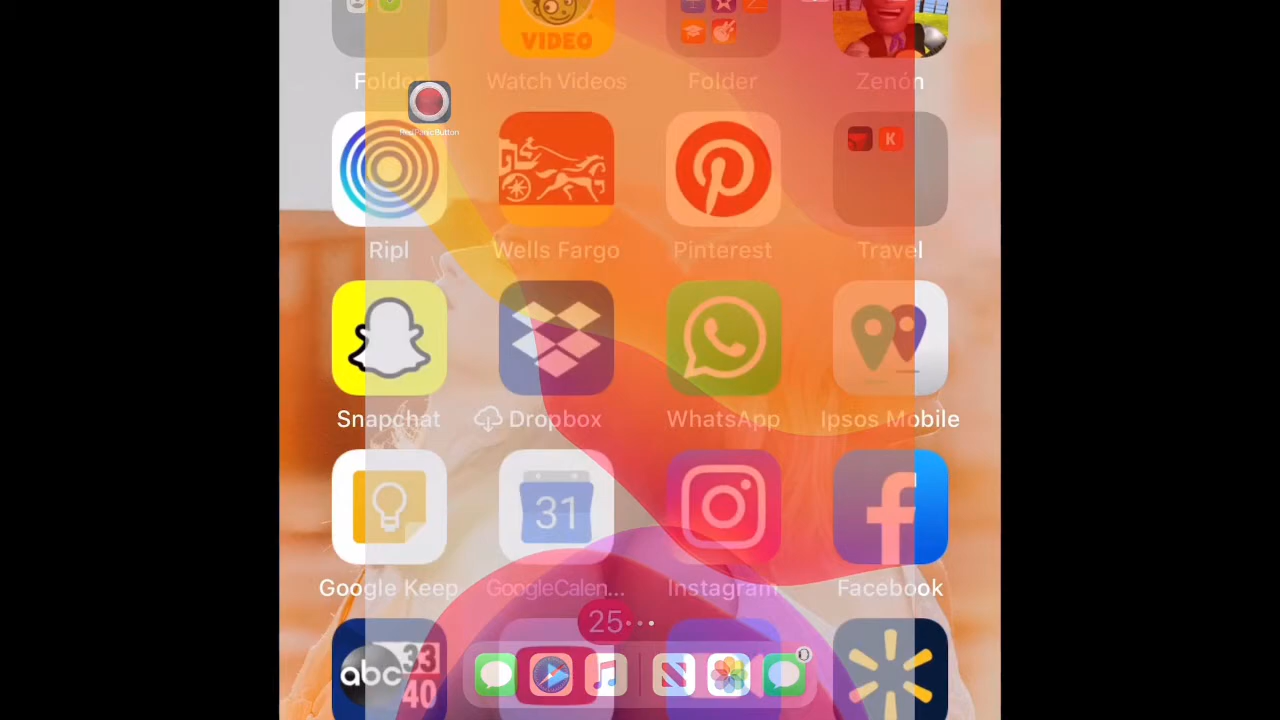 VIDEO
Folder
Watch Videos
Folder
Zenón
K
Ripl
Wells Fargo
Pinterest
Travel
Snapchat
Dropbox
WhatsApp
Ipsos Mobile
31
Google Keep
GoogleCalen...
Instagram
Facebook
25
abc 33
40